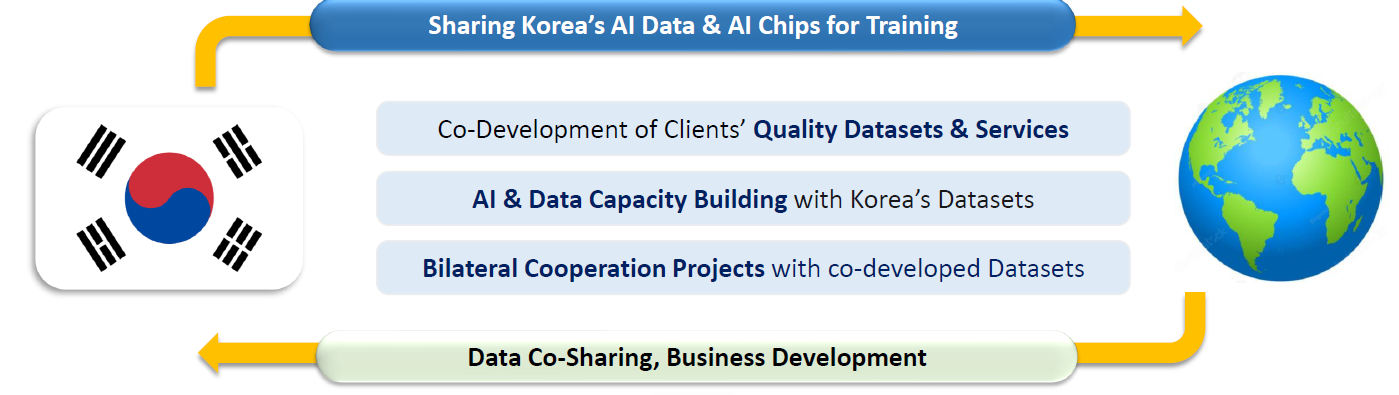 Sharing Korea’s AI Data & AI Chips for Training
Co-Development of Clients’ Quality Datasets & Services
AI & Data Capacity Building with Korea’s Datasets
Bilateral Cooperation Projects with co-developed Datasets
Data Co-Sharing, Business Development